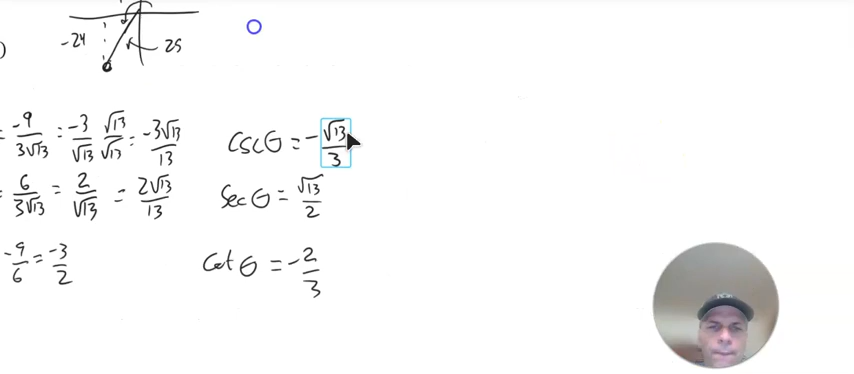 -24
25
)
= -9/3√13 = -3/√13 √13/√13 = -3√13/13
cscθ = -√13/3
= 6/3√13 = 2/√13 = 2√13/13
Sec θ = √13/2
-9/6 = -3/2
Cot θ = -2/3